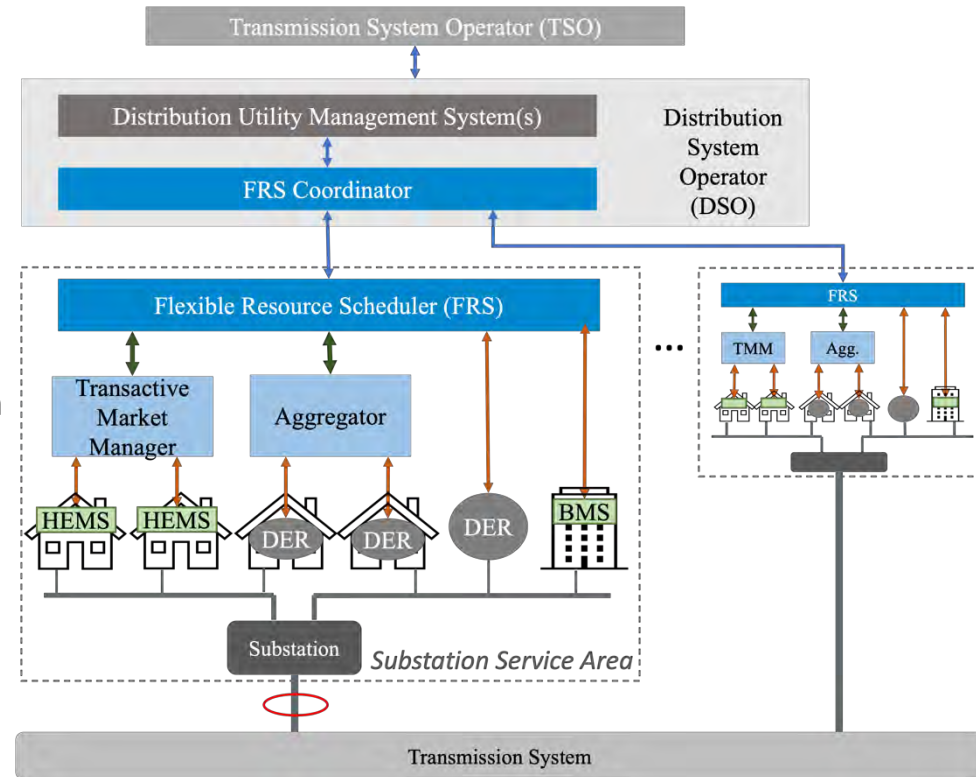 Transmission System Operator (TSO)
Distribution Utility Management System(s)
FRS Coordinator
Distribution
System
Operator
(DSO)
Flexible Resource Scheduler (FRS)
Transactive
Market
Manager
Aggregator
HEMS
HEMS
DER
DER
DER
BMS
Substation
Substation Service Area
...
FRS
TMM
Agg.
Transmission System